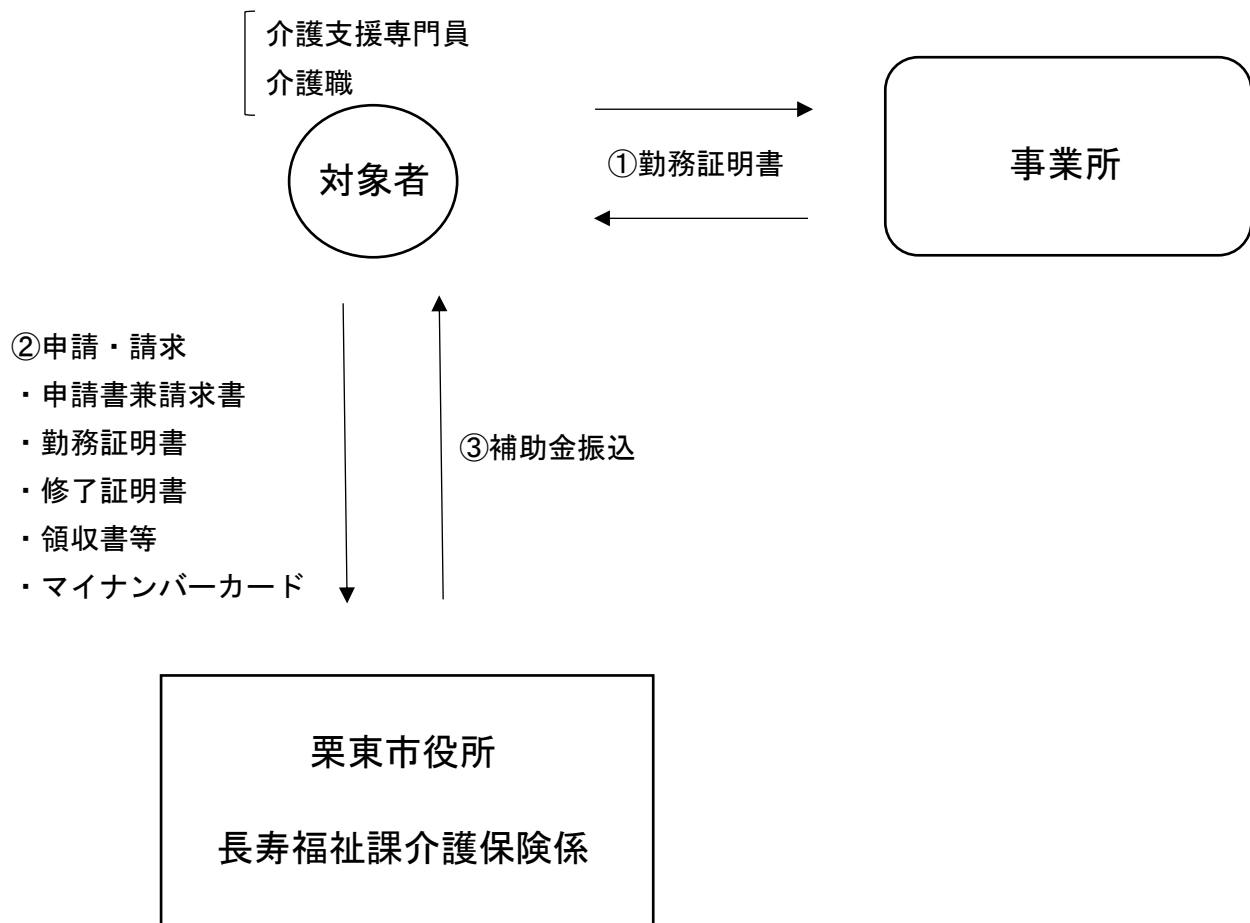 介護支援専門員
介護職
対象者
①勤務証明書
事業所
②申請・請求
・申請書兼請求書
・勤務証明書
・修了証明書
・領収書等
・マイナンバーカード
③補助金振込
栗東市役所
長寿福祉課介護保険係